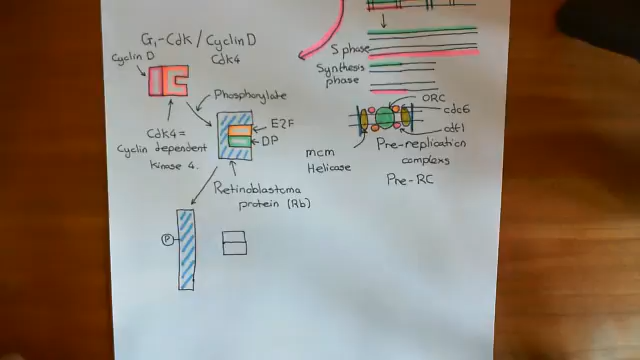 G₁-Cdk / Cyclin D
Cdk4
Cyclin D
Phosphorylate
Cdk4 =
Cyclin dependent
kinase 4.
E2F
DP
Retinoblastoma
protein (Rb)
P
S phase
Synthesis
phase
ORC
cdc6
cdt1
mcm
Helicase
Pre-replication
complexs
Pre-RC